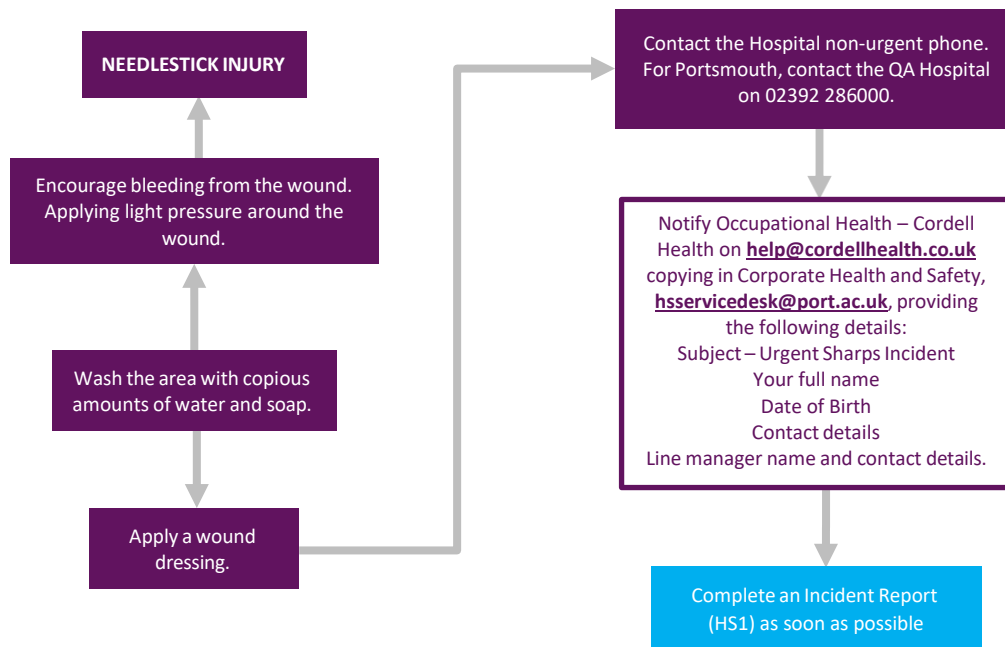 NEEDLESTICK INJURY
Encourage bleeding from the wound.
Applying light pressure around the
wound.
Wash the area with copious
amounts of water and soap.
Apply a wound
dressing.
Contact the Hospital non-urgent phone.
For Portsmouth, contact the QA Hospital
on 02392 286000.
Notify Occupational Health – Cordell
Health on help@cordellhealth.co.uk
copying in Corporate Health and Safety,
hsservicedesk@port.ac.uk, providing
the following details:
Subject – Urgent Sharps Incident
Your full name
Date of Birth
Contact details
Line manager name and contact details.
Complete an Incident Report
(HS1) as soon as possible